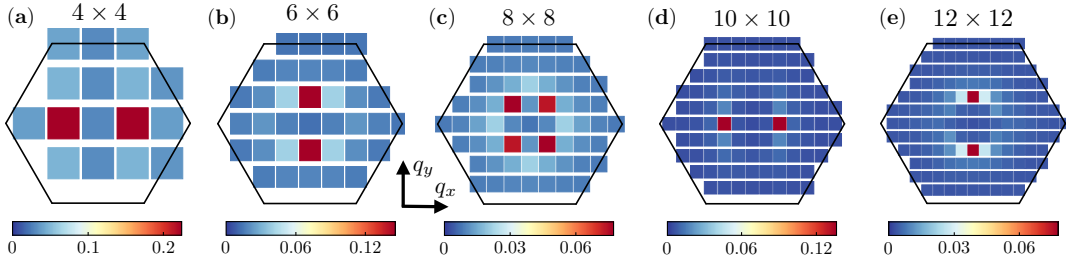 (a) 4 × 4
(b) 6 × 6
(c) 8 × 8
(d) 10 × 10
(e) 12 × 12
q_y
q_x
0 0.1 0.2
0 0.06 0.12
0 0.03 0.06
0 0.06 0.12
0 0.03 0.06